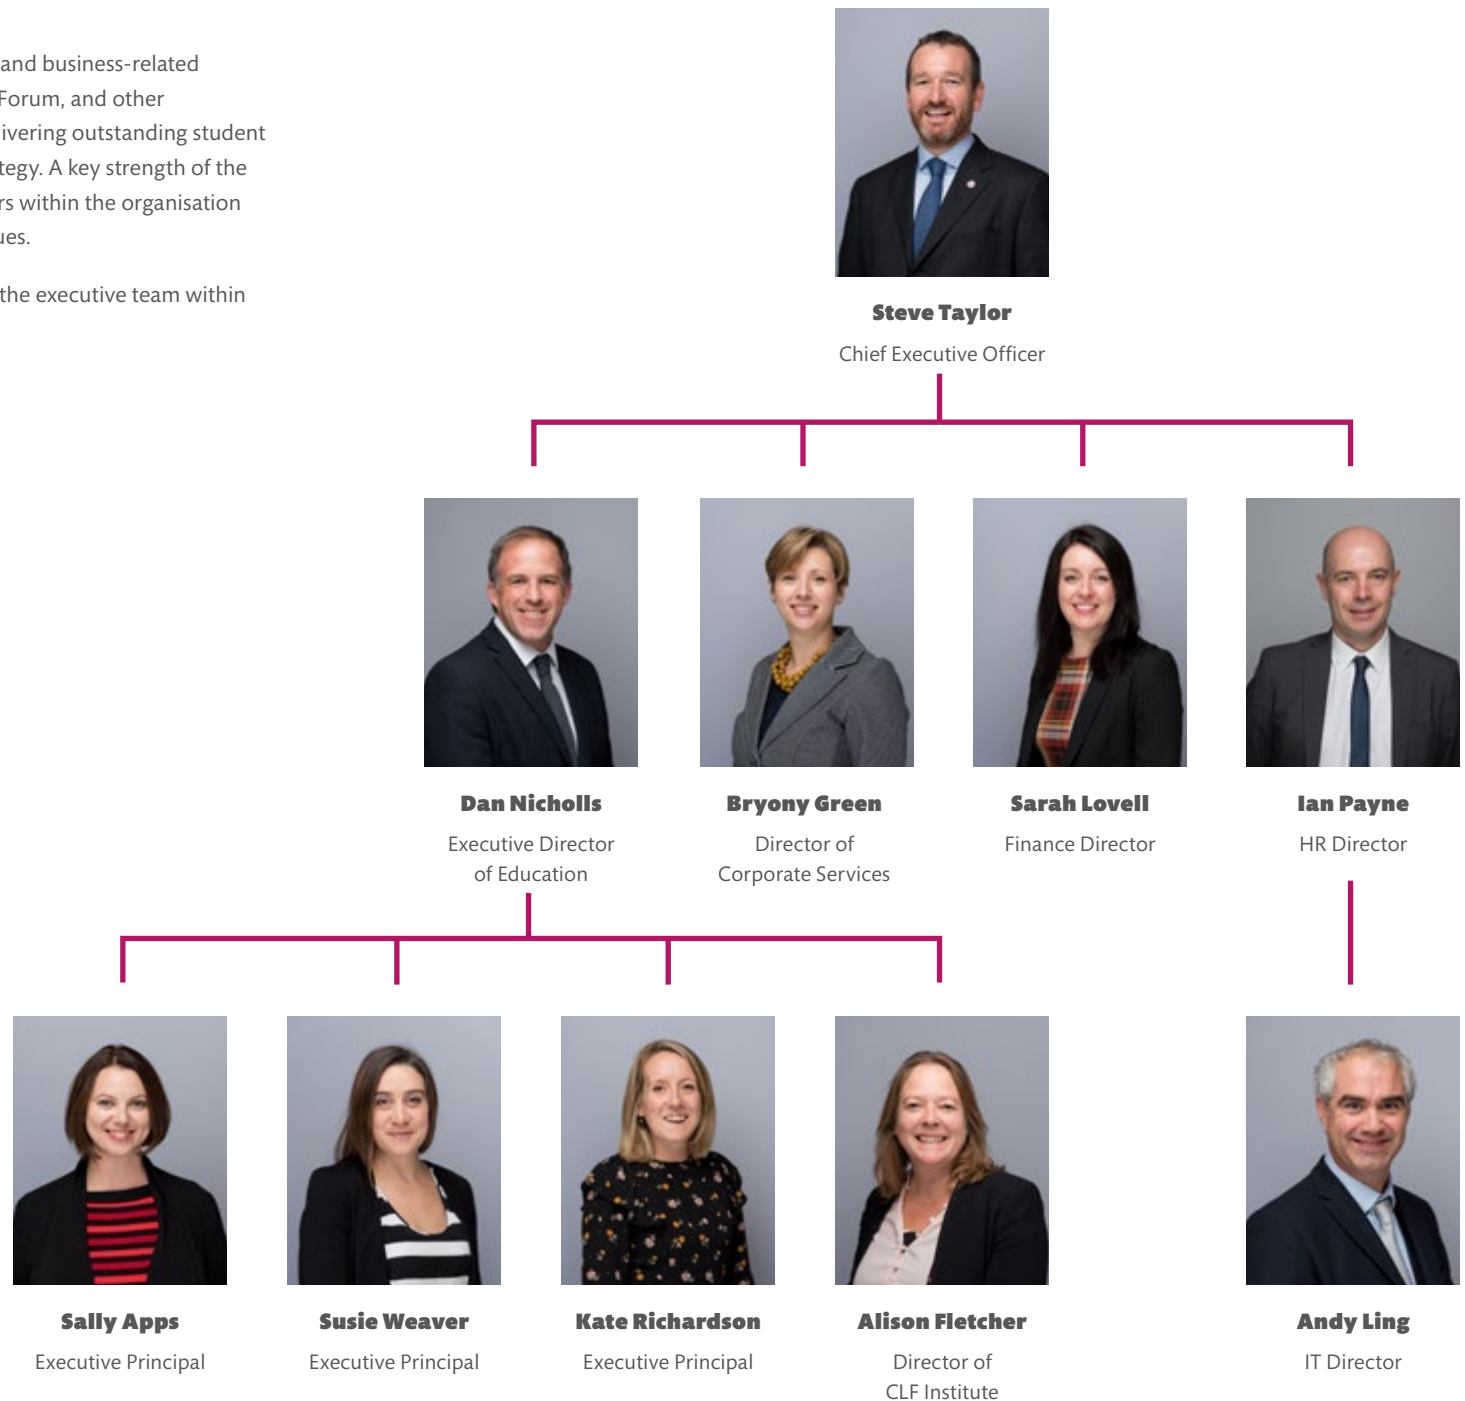 and business-related
Forum, and other
ivering outstanding student
tegy. A key strength of the
rs within the organisation
ues.
the executive team within
Steve Taylor
Chief Executive Officer
Dan Nicholls
Executive Director
of Education
Bryony Green
Director of
Corporate Services
Sarah Lovell
Finance Director
Ian Payne
HR Director
Sally Apps
Executive Principal
Susie Weaver
Executive Principal
Kate Richardson
Executive Principal
Alison Fletcher
Director of
CLF Institute
Andy Ling
IT Director